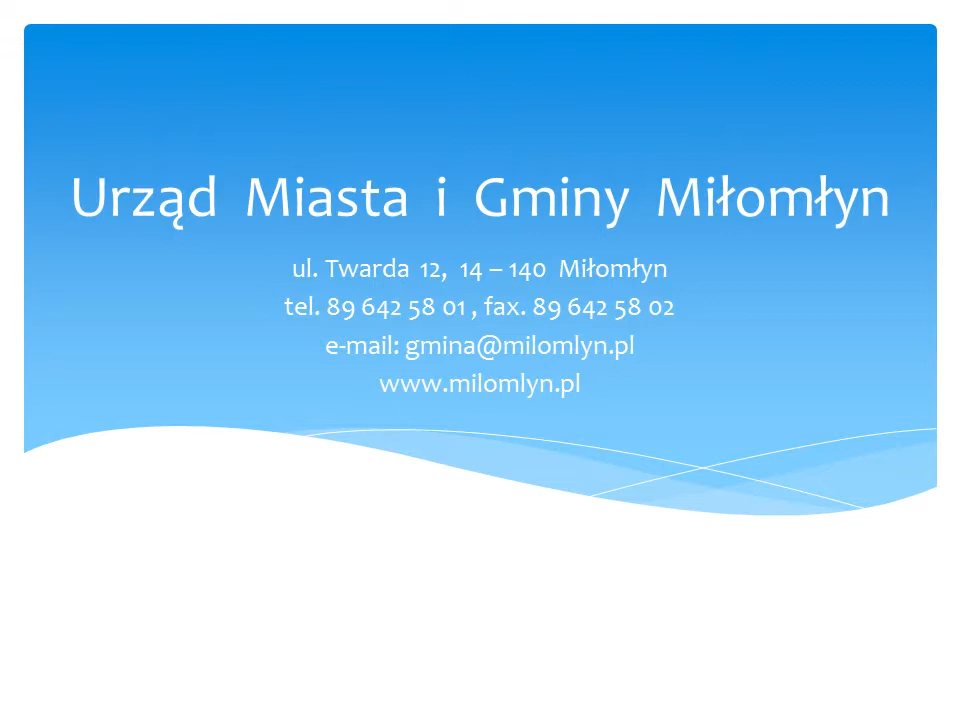 Urząd Miasta i Gminy Miłomłyn
ul. Twarda 12, 14 – 140 Miłomłyn
tel. 89 642 58 01 , fax. 89 642 58 02
e-mail: gmina@milomlyn.pl
www.milomlyn.pl